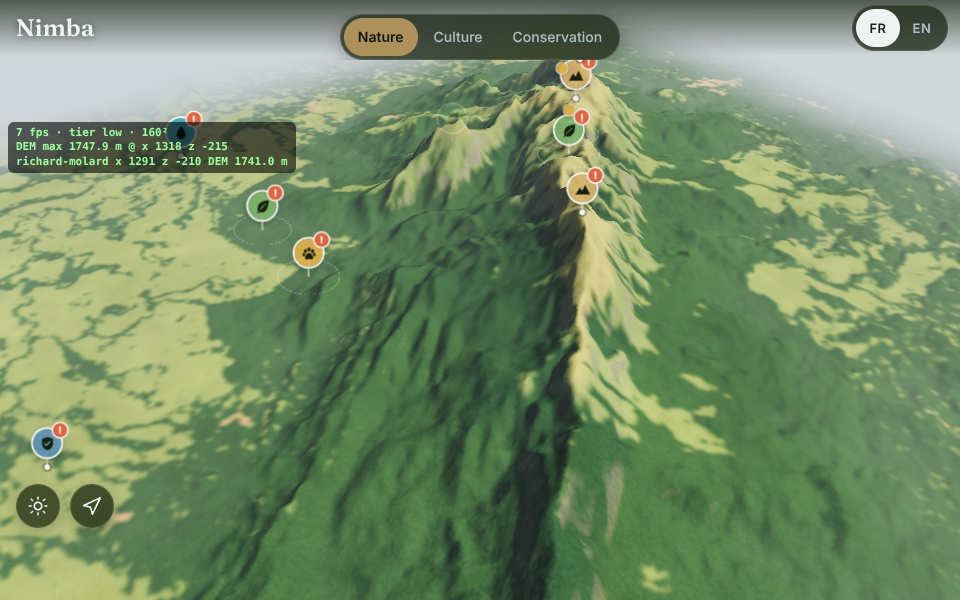 Nimba
Nature Culture Conservation
FR EN
7 fps · tier low · 160²
DEM max 1747.9 m @ x 1318 z -215
richard-molard x 1291 z -210 DEM 1741.0 m